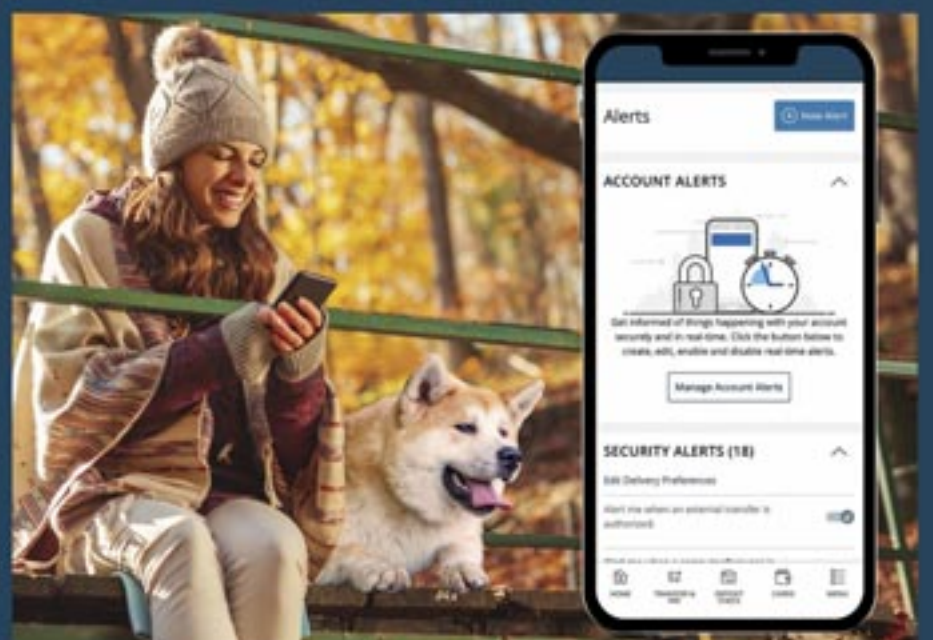 Alerts
New Alert
ACCOUNT ALERTS
Get informed of things happening with your account
securely and in real-time. Click the button below to
create, edit, enable and disable real-time alerts.
Manage Account Alerts
SECURITY ALERTS (18)
Edit Delivery Preferences
Alert me when an external transfer is
authorized
HOME
TRANSFER &
DEPOSIT
CARDS
MENU